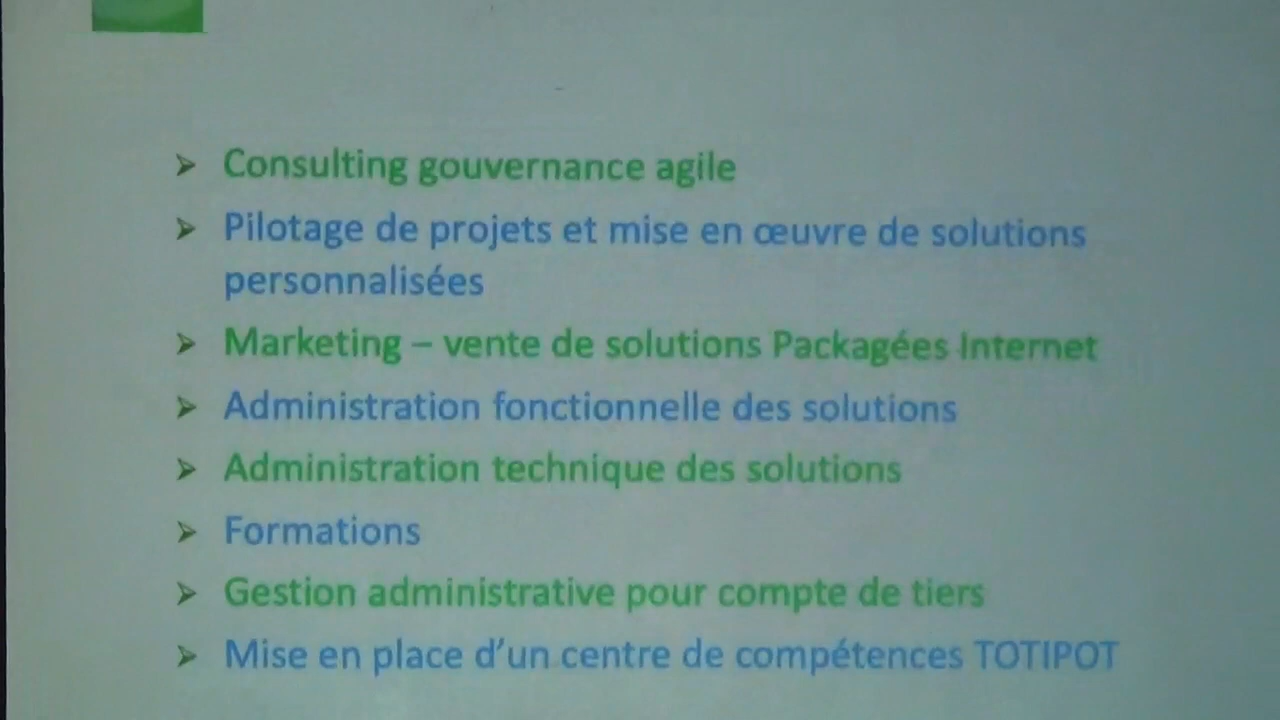 Consulting gouvernance agile
Pilotage de projets et mise en œuvre de solutions
personnalisées
Marketing – vente de solutions Packagées Internet
Administration fonctionnelle des solutions
Administration technique des solutions
Formations
Gestion administrative pour compte de tiers
Mise en place d’un centre de compétences TOTIPOT